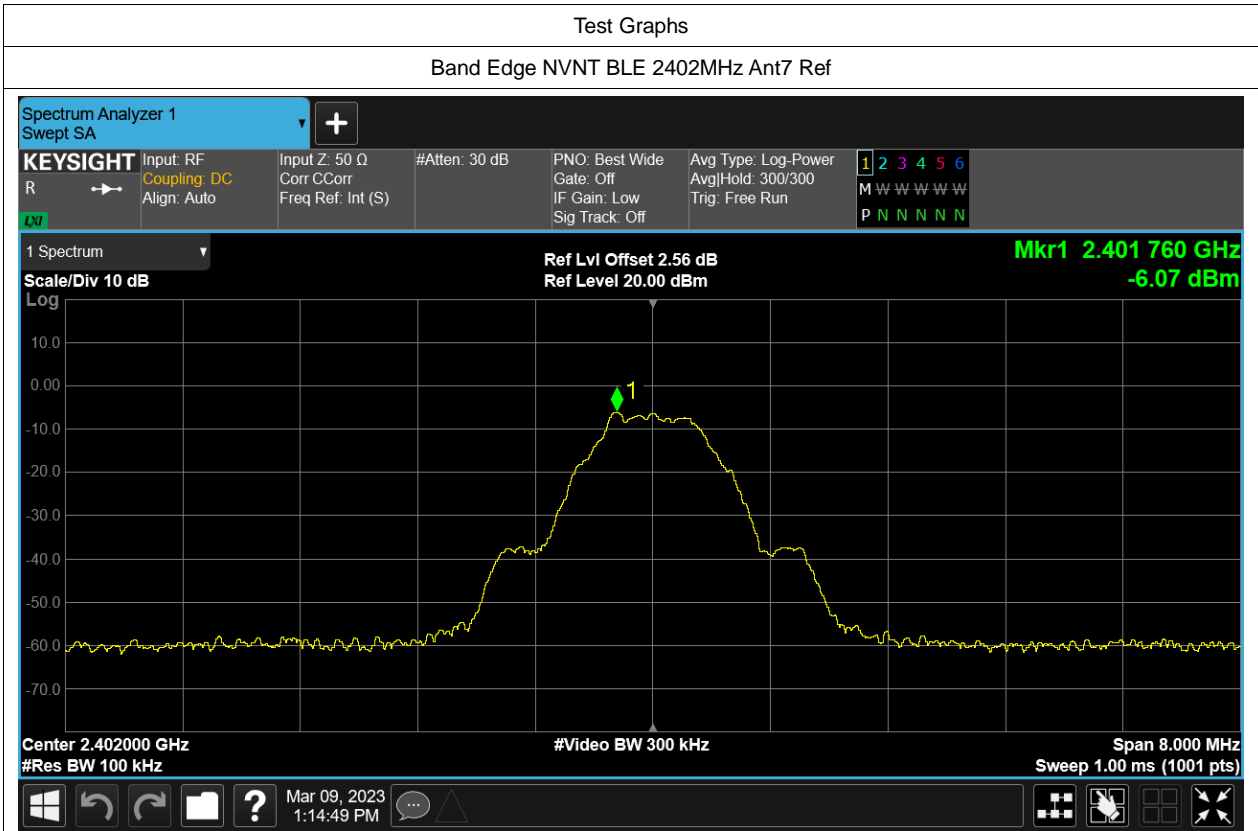 Test Graphs
Band Edge NVNT BLE 2402MHz Ant7 Ref
Spectrum Analyzer 1
Swept SA
KEYSIGHT
R
LXI
Input: RF
Coupling: DC
Align: Auto
Input Z: 50 Ω
Corr CCorr
Freq Ref: Int (S)
#Atten: 30 dB
PNO: Best Wide
Gate: Off
IF Gain: Low
Sig Track: Off
Avg Type: Log-Power
Avg|Hold: 300/300
Trig: Free Run
1 2 3 4 5 6
M W W W W W
P N N N N N
1 Spectrum
Scale/Div 10 dB
Ref Lvl Offset 2.56 dB
Ref Level 20.00 dBm
Mkr1 2.401 760 GHz
-6.07 dBm
Log
10.0
0.00
-10.0
-20.0
-30.0
-40.0
-50.0
-60.0
-70.0
1
Center 2.402000 GHz
#Res BW 100 kHz
#Video BW 300 kHz
Span 8.000 MHz
Sweep 1.00 ms (1001 pts)
?
Mar 09, 2023
1:14:49 PM